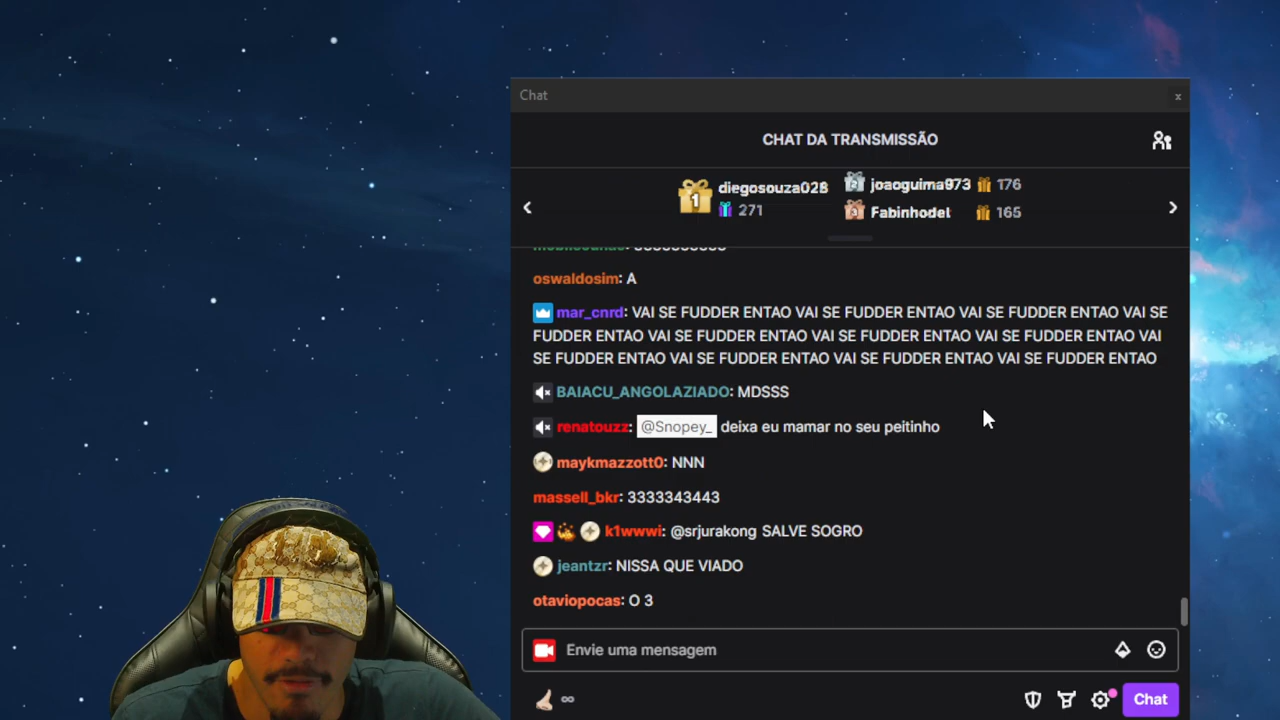 Chat
CHAT DA TRANSMISSÃO
1 diegosouza028 271
2 joaoguima973 176
3 Fabinhodel 165
oswaldosim: A
mar_cnrd: VAI SE FUDDER ENTAO VAI SE FUDDER ENTAO VAI SE FUDDER ENTAO VAI SE
FUDDER ENTAO VAI SE FUDDER ENTAO VAI SE FUDDER ENTAO VAI SE FUDDER ENTAO VAI
SE FUDDER ENTAO VAI SE FUDDER ENTAO VAI SE FUDDER ENTAO VAI SE FUDDER ENTAO
BAIACU_ANGOLAZIADO: MDSSS
renatouzz: @Snopey_ deixa eu mamar no seu peitinho
maykmazzott0: NNN
massell_bkr: 3333343443
k1wwwi: @srjurakong SALVE SOGRO
jeantzr: NISSA QUE VIADO
otaviopocas: O 3
Envie uma mensagem
∞
Chat